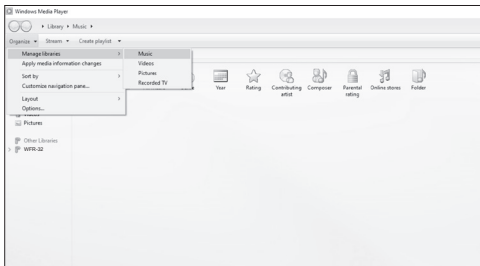 Windows Media Player
Library Music
Organize Stream Create playlist
Manage libraries
Apply media information changes
Sort by
Customize navigation pane...
Layout
Options...
Music
Videos
Pictures
Recorded TV
Year
Rating
Contributing artist
Composer
Parental rating
Online stores
Folder
Pictures
Other Libraries
WFR-32